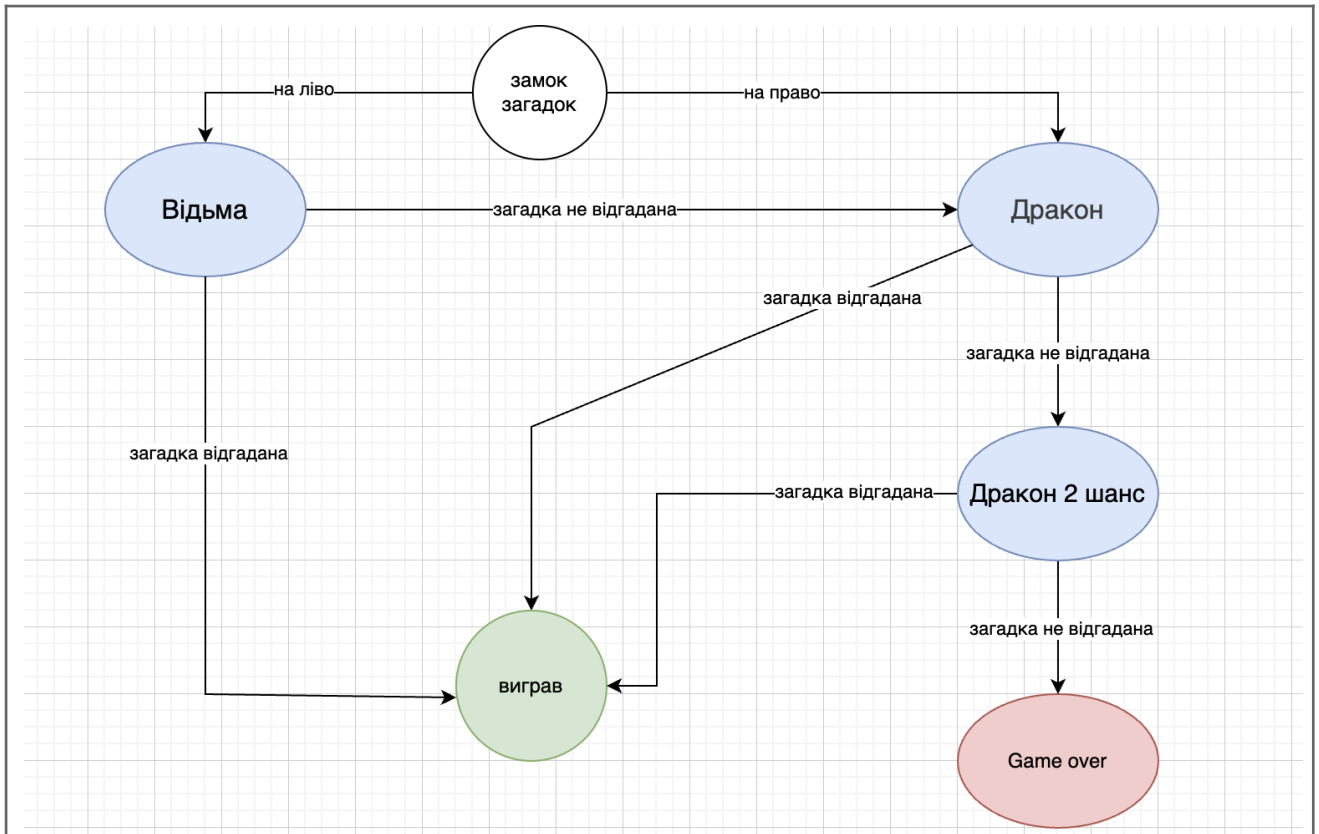 замок
загадок
на ліво
на право
Відьма
загадка не відгадана
Дракон
загадка відгадана
загадка не відгадана
загадка відгадана
загадка відгадана
Дракон 2 шанс
загадка не відгадана
виграв
Game over